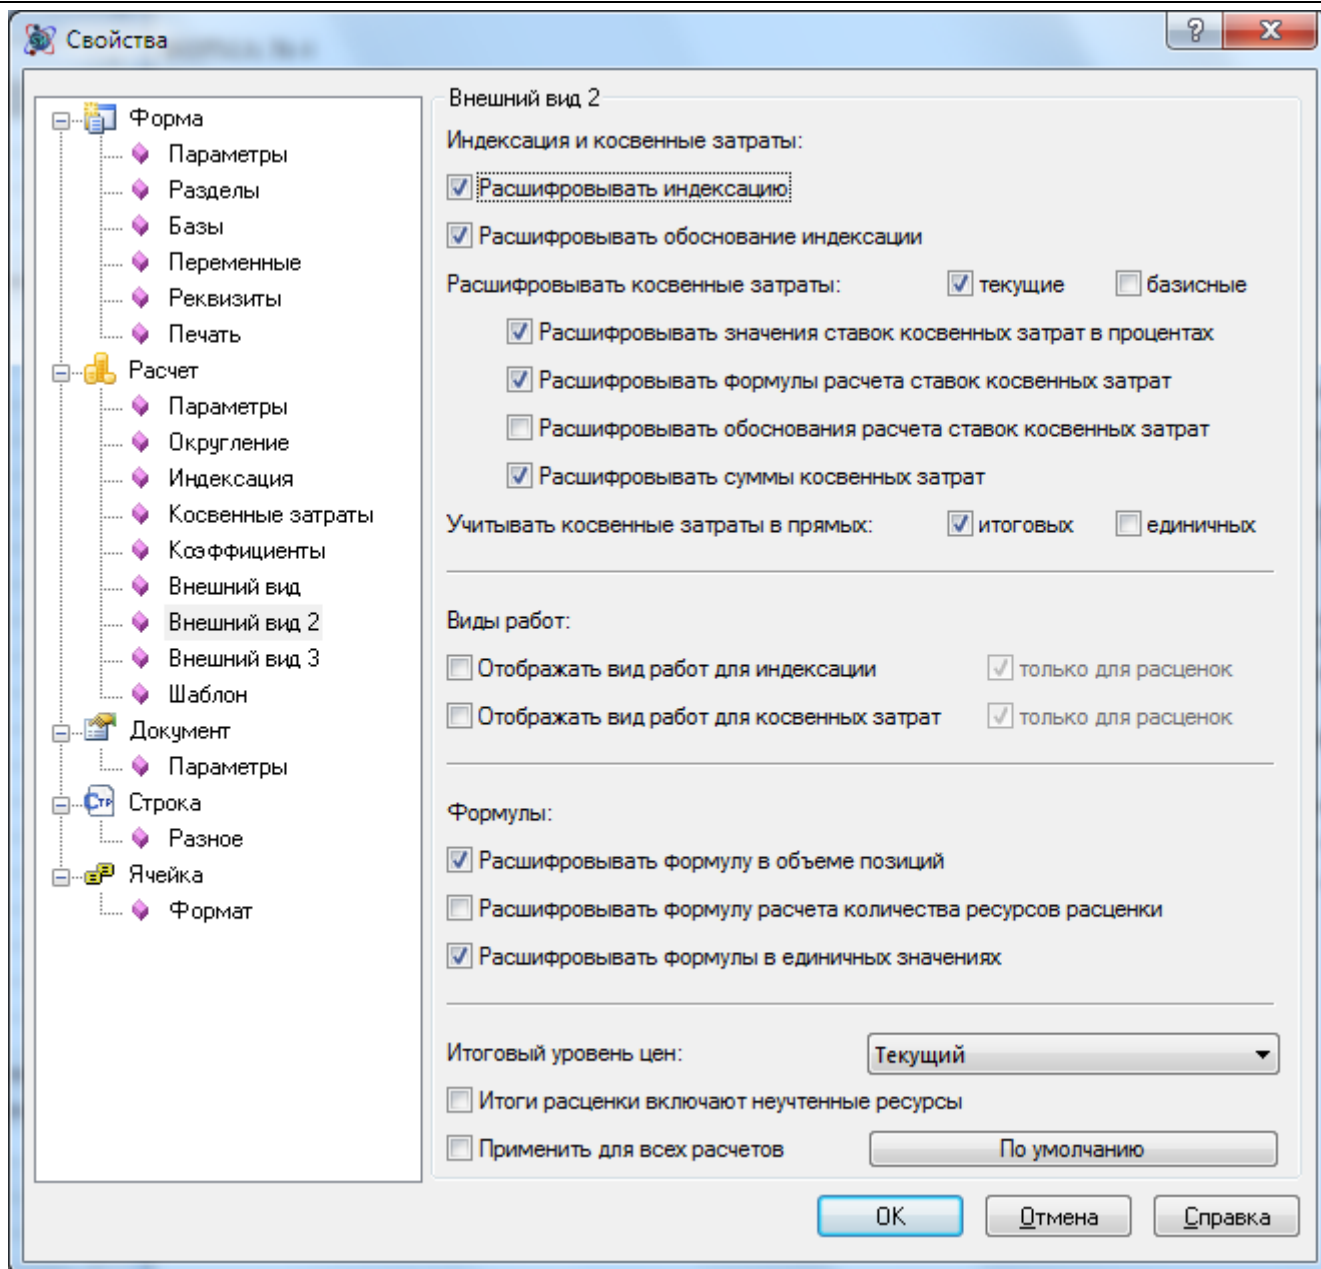 Свойства
Форма
Параметры
Разделы
Базы
Переменные
Реквизиты
Печать
Расчет
Параметры
Округление
Индексация
Косвенные затраты
Коэффициенты
Внешний вид
Внешний вид 2
Внешний вид 3
Шаблон
Документ
Параметры
Стр Строка
Разное
Ячейка
Формат
Внешний вид 2
Индексация и косвенные затраты:
Расшифровывать индексацию
Расшифровывать обоснование индексации
Расшифровывать косвенные затраты: текущие базисные
Расшифровывать значения ставок косвенных затрат в процентах
Расшифровывать формулы расчета ставок косвенных затрат
Расшифровывать обоснования расчета ставок косвенных затрат
Расшифровывать суммы косвенных затрат
Учитывать косвенные затраты в прямых: итоговых единичных
Виды работ:
Отображать вид работ для индексации только для расценок
Отображать вид работ для косвенных затрат только для расценок
Формулы:
Расшифровывать формулу в объеме позиций
Расшифровывать формулу расчета количества ресурсов расценки
Расшифровывать формулы в единичных значениях
Итоговый уровень цен: Текущий
Итоги расценки включают неучтенные ресурсы
Применить для всех расчетов По умолчанию
OK Отмена Справка